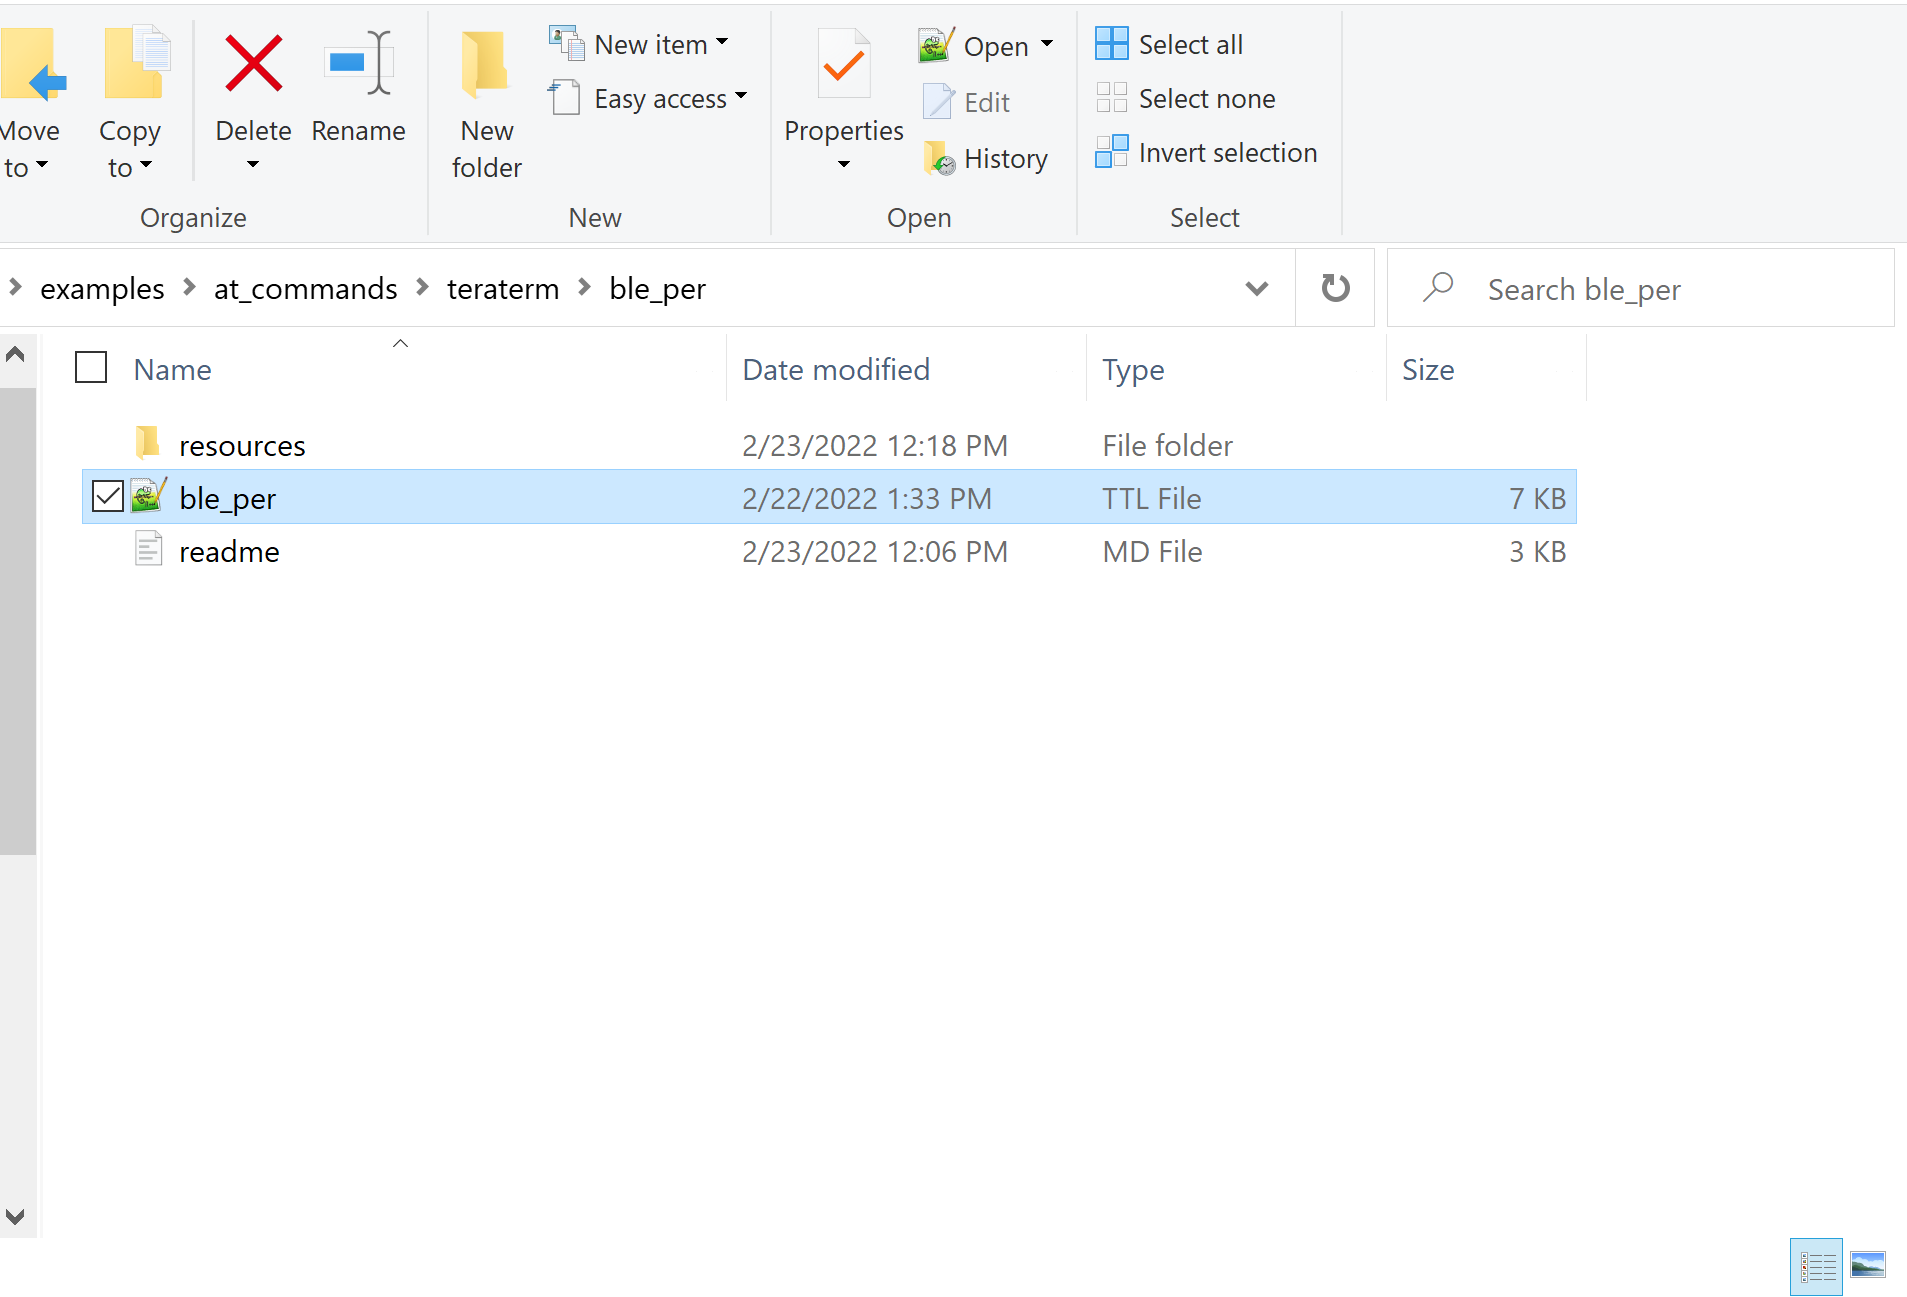 New item
Open
Select all
Easy access
Edit
Select none
Move to
Copy to
Delete
Rename
New folder
Properties
History
Invert selection
Organize
New
Open
Select
examples
at_commands
teraterm
ble_per
Search ble_per
Name
Date modified
Type
Size
resources
2/23/2022 12:18 PM
File folder
ble_per
2/22/2022 1:33 PM
TTL File
7 KB
readme
2/23/2022 12:06 PM
MD File
3 KB